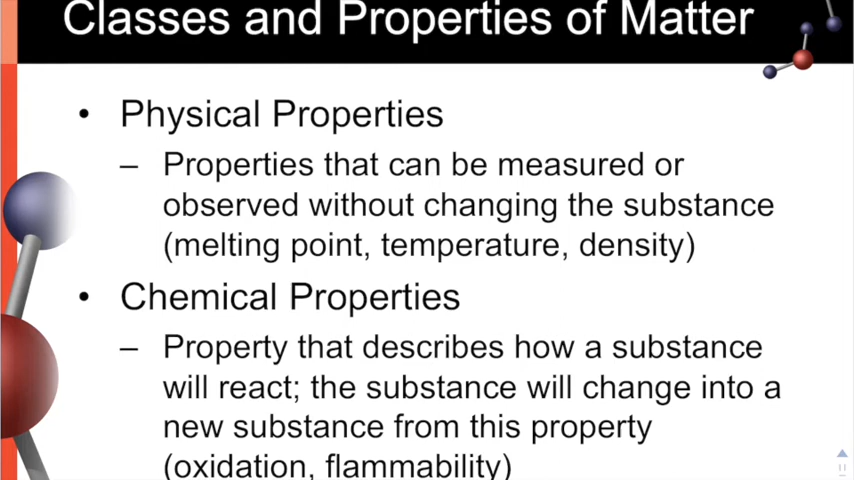 Classes and Properties of Matter
• Physical Properties
– Properties that can be measured or
observed without changing the substance
(melting point, temperature, density)
• Chemical Properties
– Property that describes how a substance
will react; the substance will change into a
new substance from this property
(oxidation, flammability)